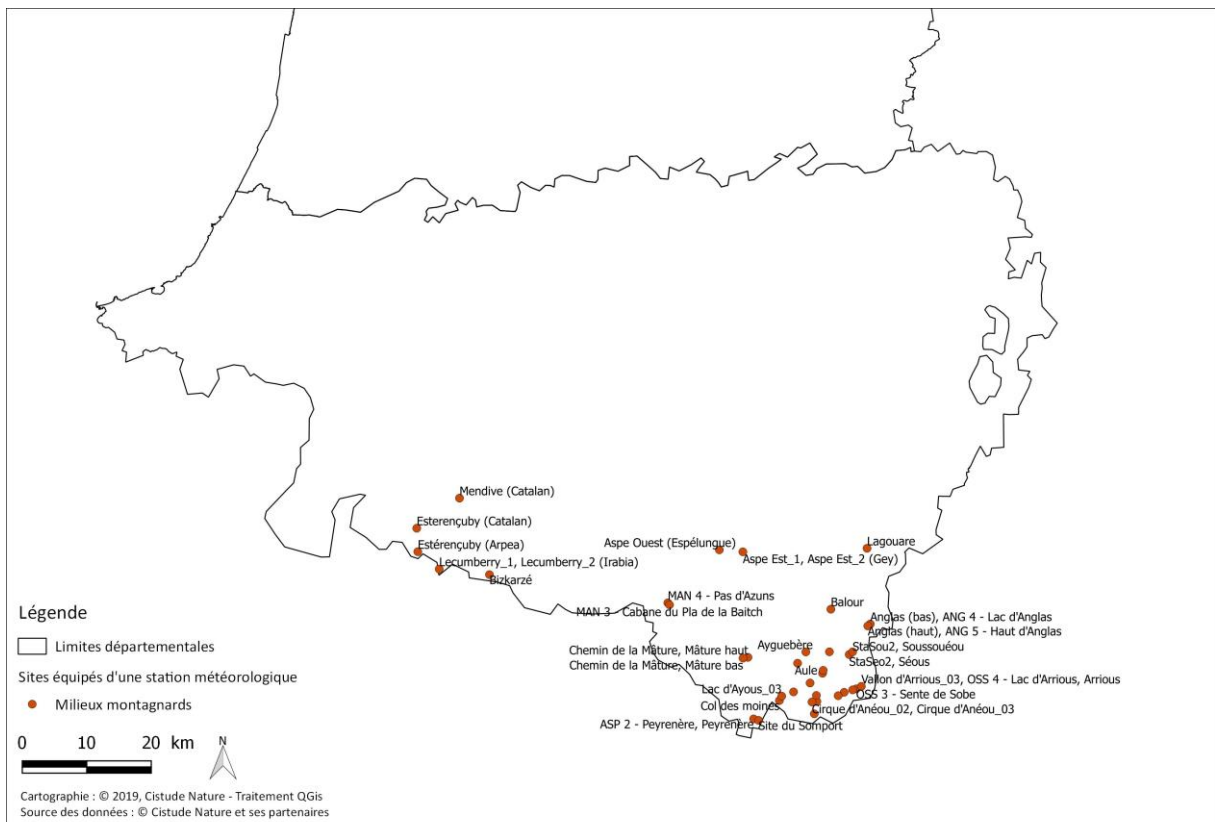 Mendive (Catalan)
Esterençuby (Catalan)
Estérençuby (Arpea)
Lecumberry_1, Lecumberry_2 (Irabia)
Bizkarzé
Aspe Ouest (Espélungue)
Aspe Est_1, Aspe Est_2 (Gey)
Lagouare
MAN 4 - Pas d'Azuns
MAN 3 - Cabane du Pla de la Baitch
Balour
Anglas (bas), ANG 4 - Lac d'Anglas
Anglas (haut), ANG 5 - Haut d'Anglas
Chemin de la Mâture, Mâture haut
Chemin de la Mâture, Mâture bas
Ayguebère
StaSou2, Soussouéou
StaSeo2, Séous
Aule
Vallon d'Arrious_03, OSS 4 - Lac d'Arrious, Arrious
OSS 3 - Sente de Sobe
Lac d'Ayous_03
Col des moines
Cirque d'Anéou_02, Cirque d'Anéou_03
ASP 2 - Peyrenère, Peyrenère
Site du Somport
Légende
Limites départementales
Sites équipés d'une station météorologique
Milieux montagnards
0 10 20 km
N
Cartographie : © 2019, Cistude Nature - Traitement QGis
Source des données : © Cistude Nature et ses partenaires